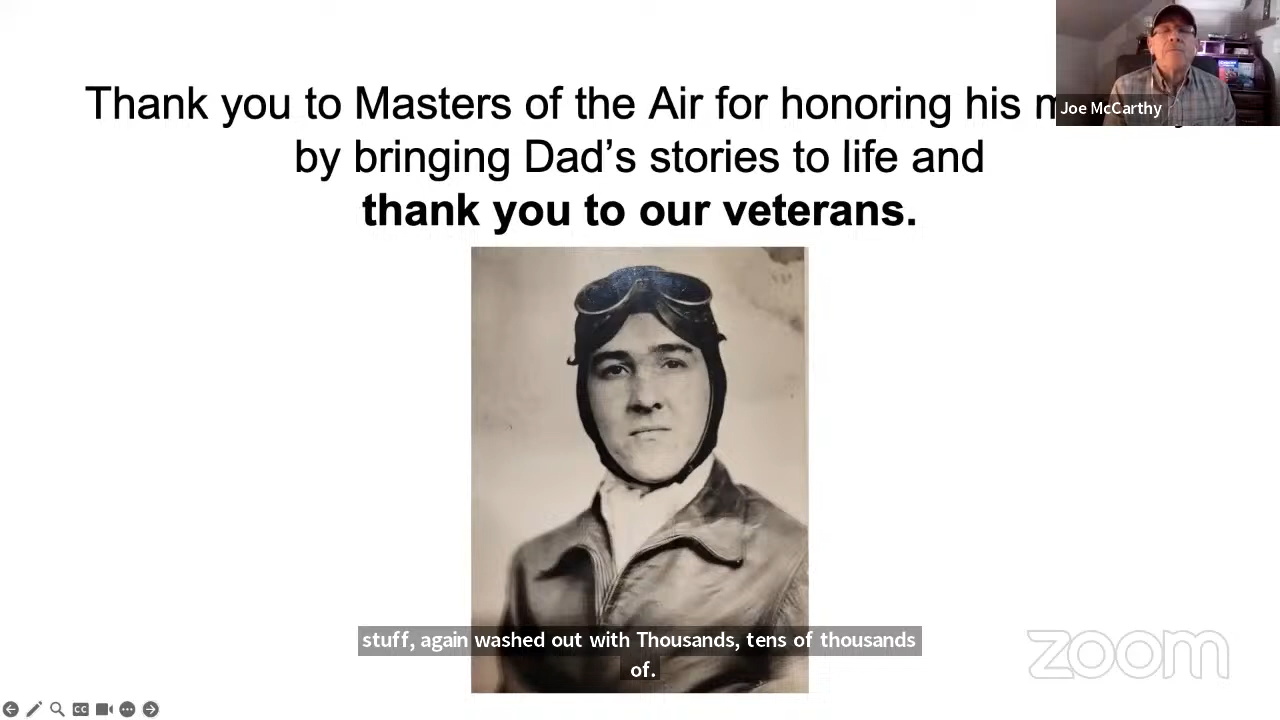 Thank you to Masters of the Air for honoring his
by bringing Dad's stories to life and
thank you to our veterans.
Joe McCarthy
stuff, again washed out with Thousands, tens of thousands
of.
zoom
CC